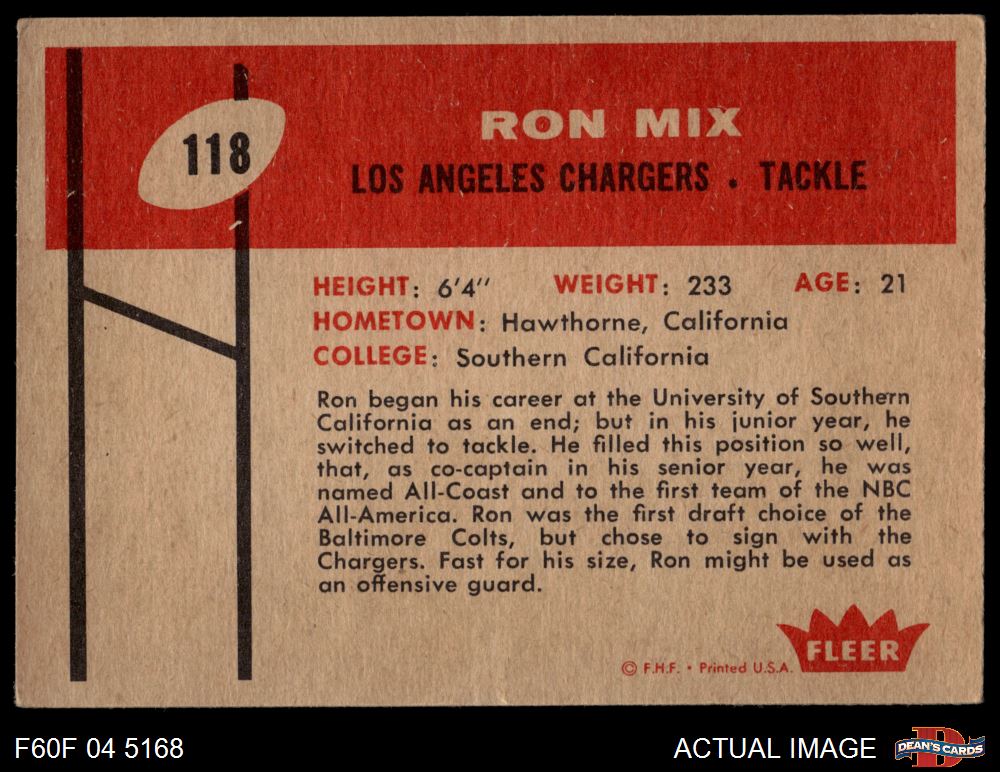 118
RON MIX
LOS ANGELES CHARGERS . TACKLE
HEIGHT: 6'4" WEIGHT: 233 AGE: 21
HOMETOWN: Hawthorne, California
COLLEGE: Southern California
Ron began his career at the University of Southern
California as an end; but in his junior year, he
switched to tackle. He filled this position so well,
that, as co-captain in his senior year, he was
named All-Coast and to the first team of the NBC
All-America. Ron was the first draft choice of the
Baltimore Colts, but chose to sign with the
Chargers. Fast for his size, Ron might be used as
an offensive guard.
FLEER
© F.H.F. • Printed U.S.A.
F60F 04 5168
ACTUAL IMAGE
D
DEAN'S CARDS